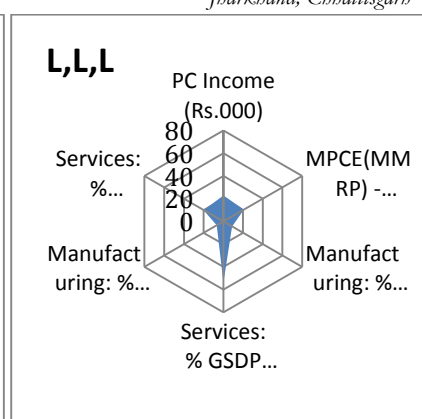 Jharkhand, Chhattisgarh
L,L,L
PC Income
(Rs.000)
80
60
40
20
0
MPCE(MM
RP) -...
Manufact
uring: %...
Services:
% GSDP...
Manufact
uring: %...
Services:
%...